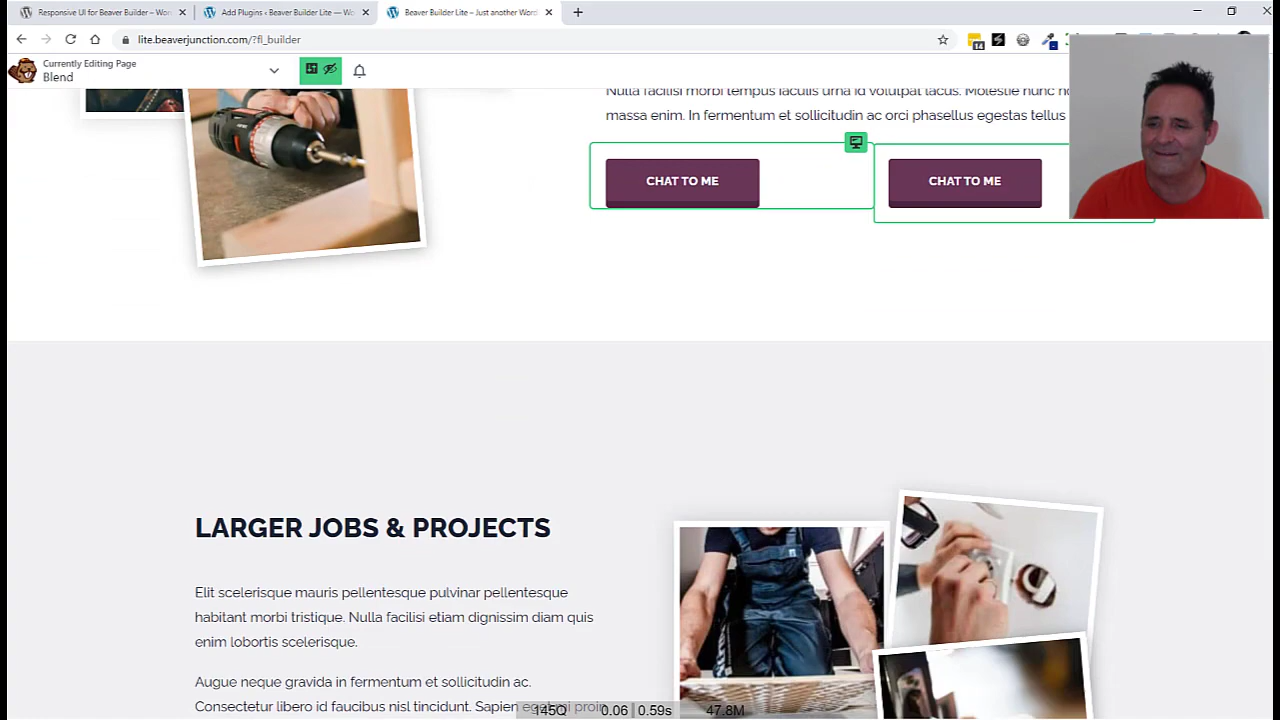 Responsive UI for Beaver Builder – Wor
Add Plugins ‹ Beaver Builder Lite — Wo
Beaver Builder Lite – Just another Word
lite.beaverjunction.com/?fl_builder
14
Currently Editing Page
Blend
Nulla facilisi morbi tempus iaculis urna id volutpat lacus. Molestie nunc
massa enim. In fermentum et sollicitudin ac orci phasellus egestas tellus
CHAT TO ME
CHAT TO ME
LARGER JOBS & PROJECTS
Elit scelerisque mauris pellentesque pulvinar pellentesque
habitant morbi tristique. Nulla facilisi etiam dignissim diam quis
enim lobortis scelerisque.
Augue neque gravida in fermentum et sollicitudin ac.
Consectetur libero id faucibus nisl tincidunt. Sapien
145Q 0.06 0.59s 47.8M